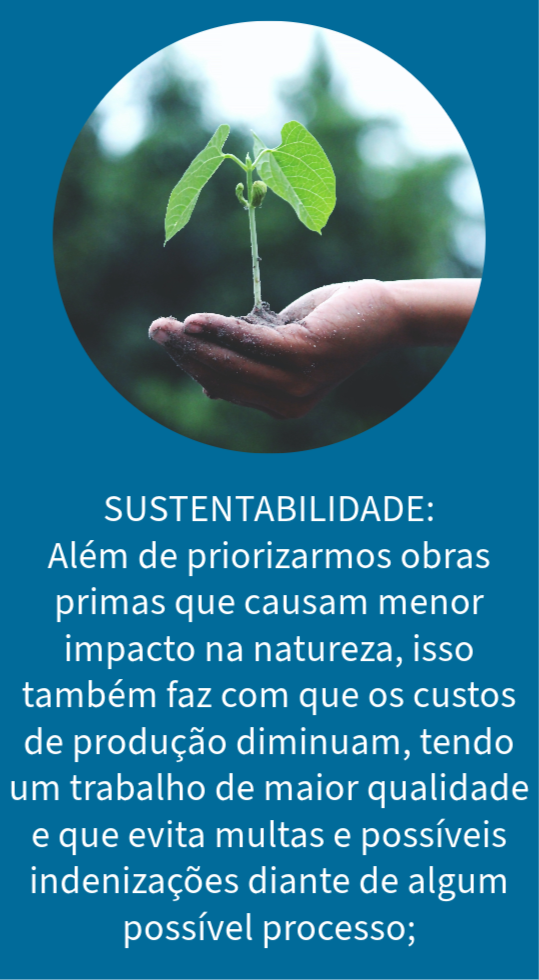 SUSTENTABILIDADE:
Além de priorizarmos obras
primas que causam menor
impacto na natureza, isso
também faz com que os custos
de produção diminuam, tendo
um trabalho de maior qualidade
e que evita multas e possíveis
indenizações diante de algum
possível processo;